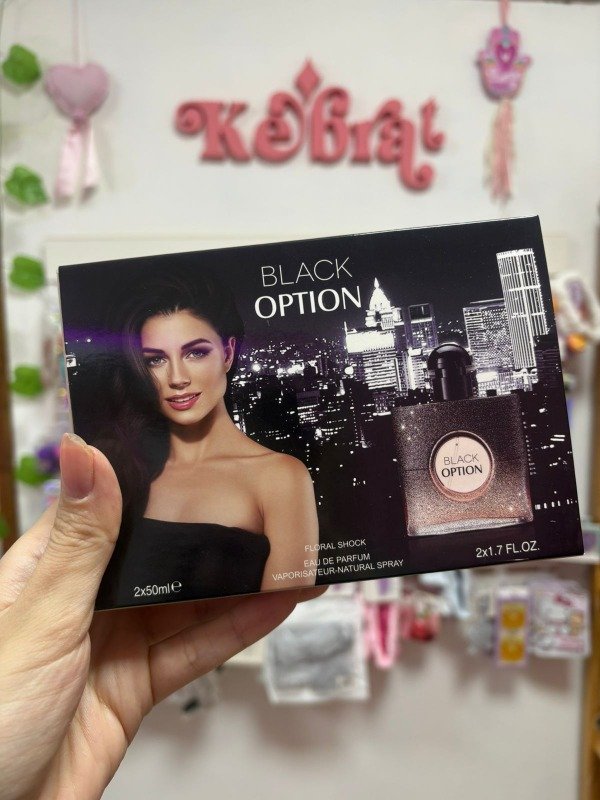 Kebrat
BLACK
OPTION
BLACK
OPTION
FLORAL SHOCK
EAU DE PARFUM
VAPORISATEUR-NATURAL SPRAY
2x50ml℮
2x1.7 FL.OZ.